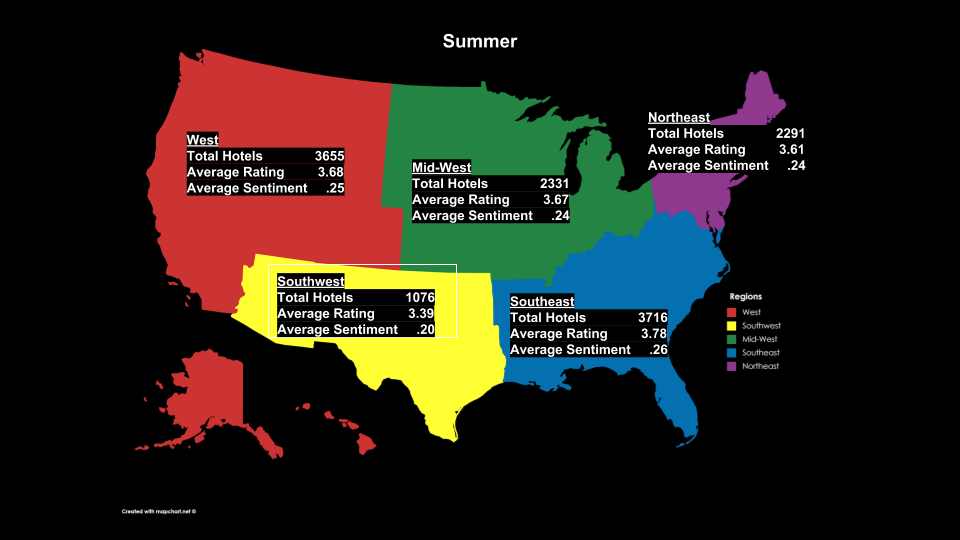 Summer
Northeast
Total Hotels 2291
Average Rating 3.61
Average Sentiment .24
West
Total Hotels 3655
Average Rating 3.68
Average Sentiment .25
Mid-West
Total Hotels 2331
Average Rating 3.67
Average Sentiment .24
Southwest
Total Hotels 1076
Average Rating 3.39
Average Sentiment .20
Southeast
Total Hotels 3716
Average Rating 3.78
Average Sentiment .26
Regions
West
Southwest
Mid-West
Southeast
Northeast
Created with mapchart.net ©